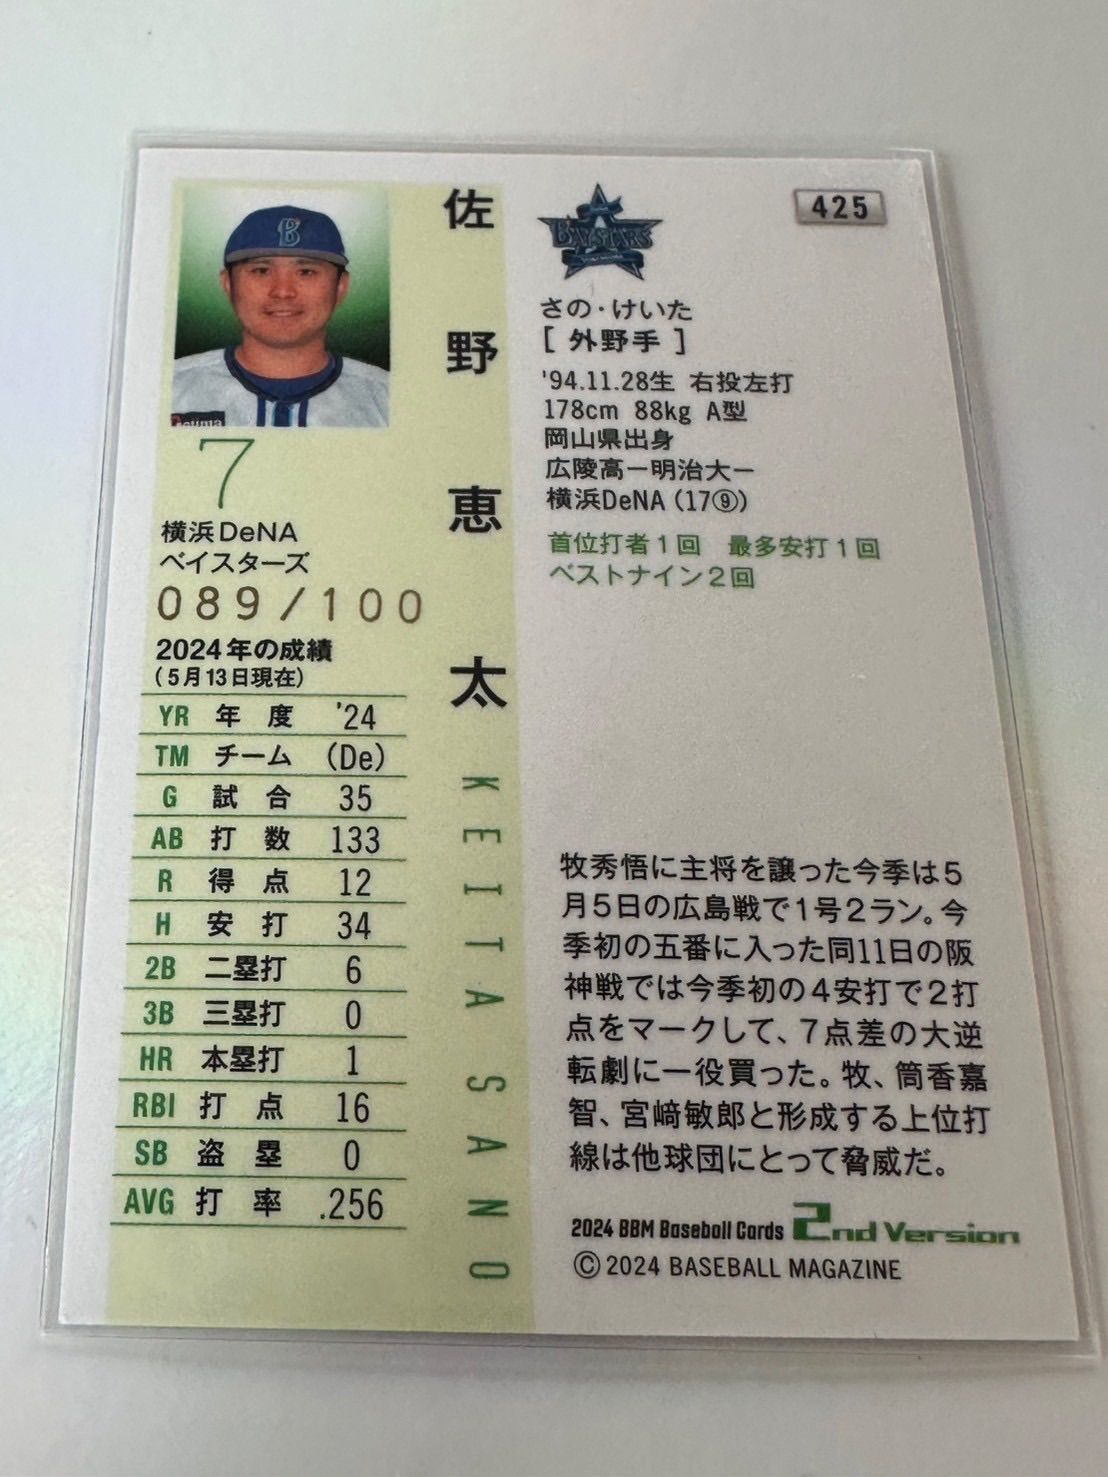 佐野恵太
KEITA SANO
7
横浜DeNA
ベイスターズ
089/100
2024年の成績
(5月13日現在)
YR 年度 '24
TM チーム (De)
G 試合 35
AB 打数 133
R 得点 12
H 安打 34
2B 二塁打 6
3B 三塁打 0
HR 本塁打 1
RBI 打点 16
SB 盗塁 0
AVG 打率 .256
B
BAYSTARS
425
さの・けいた
[ 外野手 ]
'94.11.28生 右投左打
178cm 88kg A型
岡山県出身
広陵高ー明治大ー
横浜DeNA (17⑨)
首位打者1回 最多安打1回
ベストナイン2回
牧秀悟に主将を譲った今季は5
月5日の広島戦で1号2ラン。今
季初の五番に入った同11日の阪
神戦では今季初の4安打で2打
点をマークして、7点差の大逆
転劇に一役買った。牧、筒香嘉
智、宮﨑敏郎と形成する上位打
線は他球団にとって脅威だ。
2024 BBM Baseball Cards 2nd Version
© 2024 BASEBALL MAGAZINE